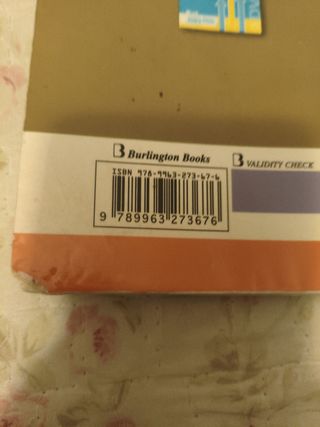 Burlington Books
VALIDITY CHECK
ISBN 978-9963-273-67-6
9 789963 273676